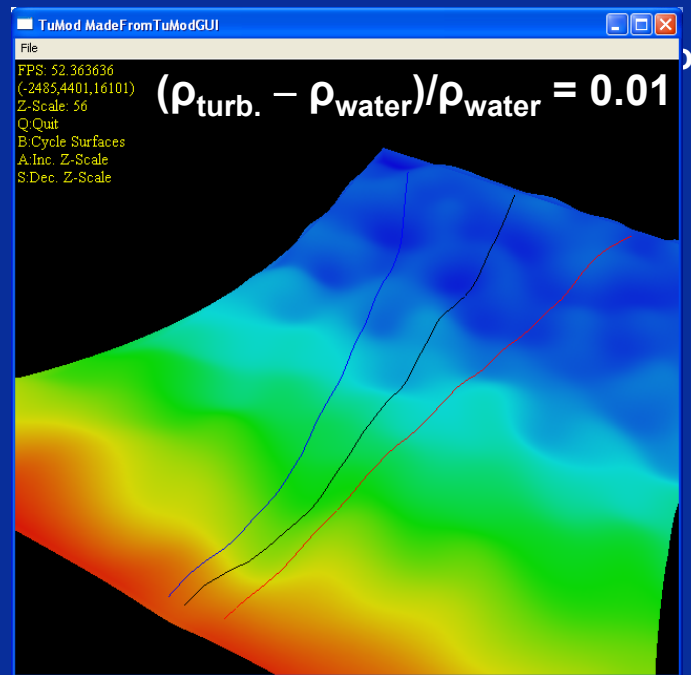 TuMod MadeFromTuModGUI
File
FPS: 52.363636
(-2485,4401,16101)
Z-Scale: 56
Q:Quit
B:Cycle Surfaces
A:Inc. Z-Scale
S:Dec. Z-Scale
(ρturb. – ρwater)/ρwater = 0.01